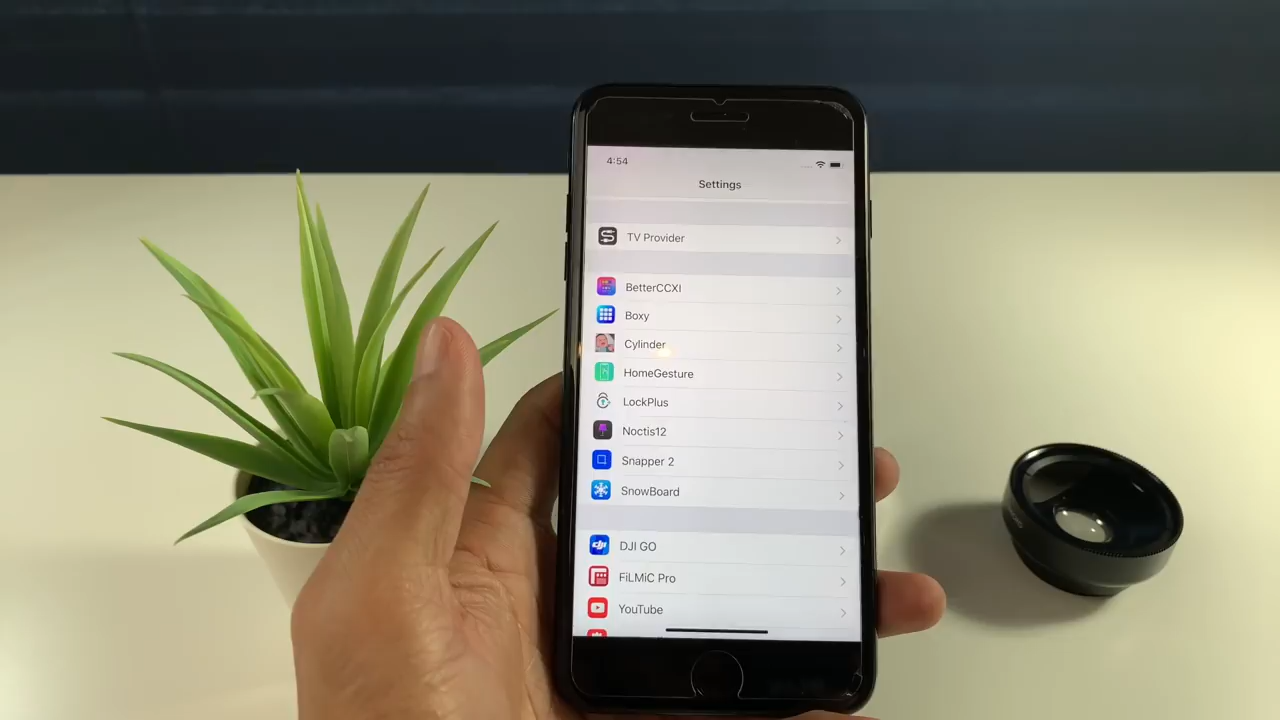 4:54
Settings
TV Provider
BetterCCXI
Boxy
Cylinder
HomeGesture
LockPlus
Noctis12
Snapper 2
SnowBoard
DJI GO
FiLMiC Pro
YouTube